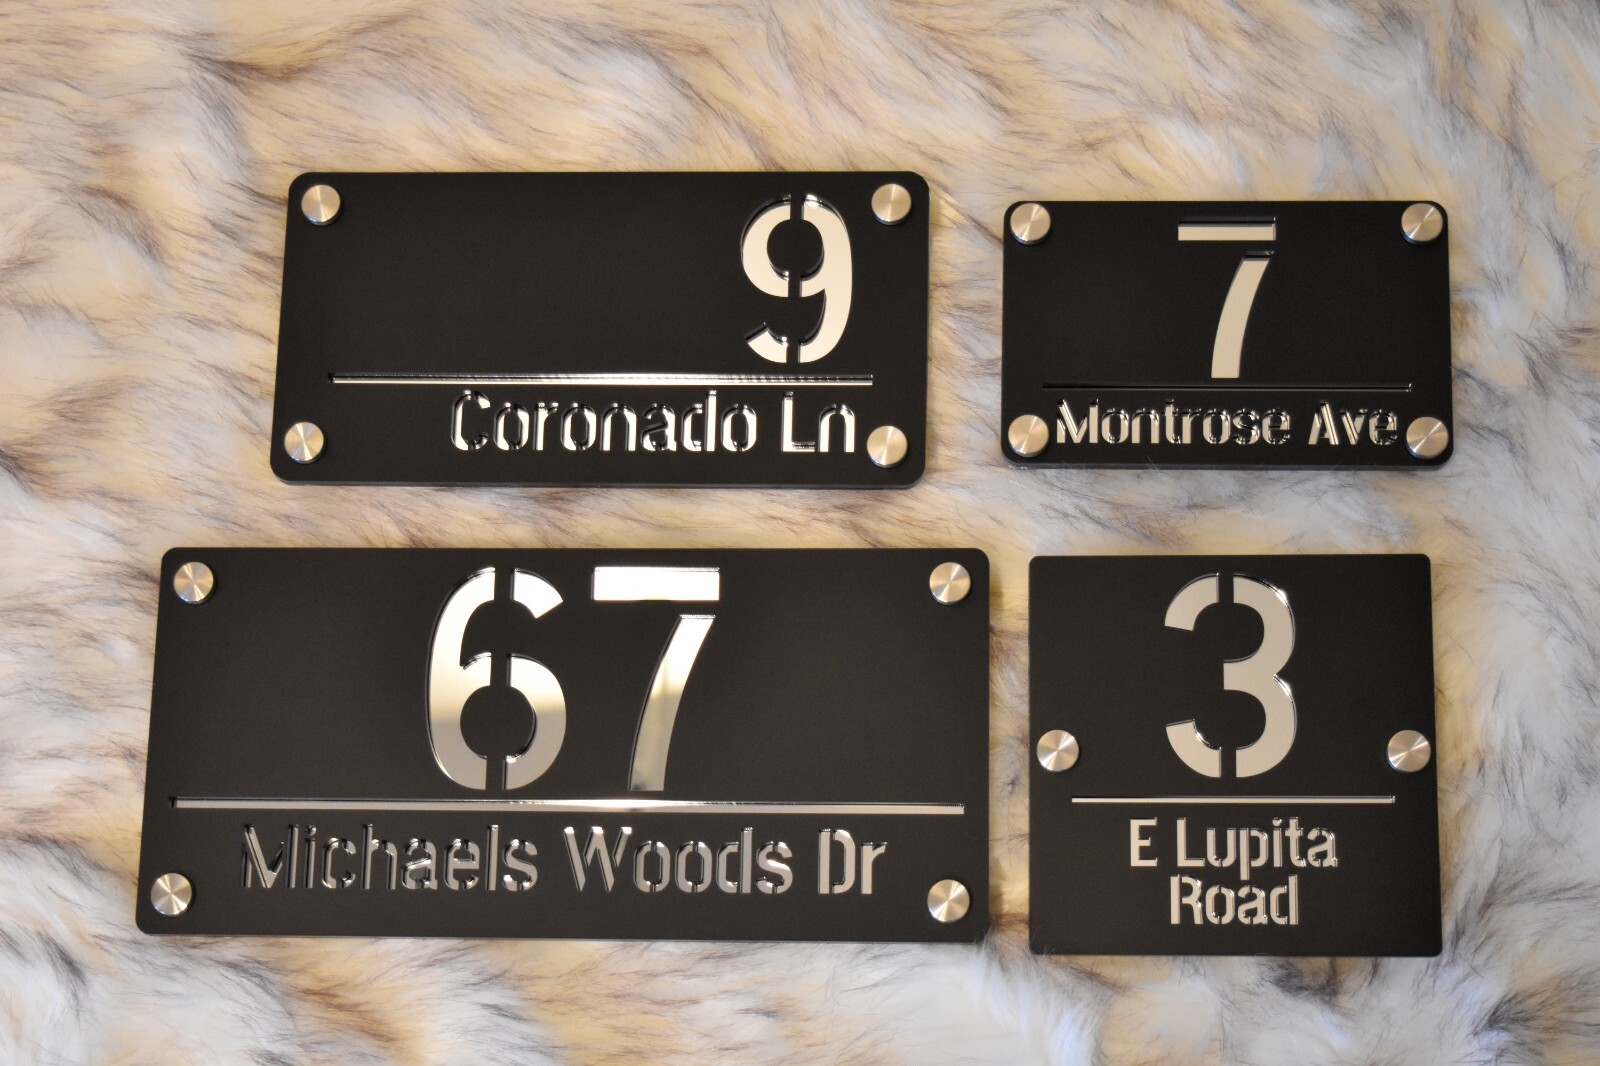 9
Coronado Ln
7
Montrose Ave
67
Michaels Woods Dr
3
E Lupita
Road